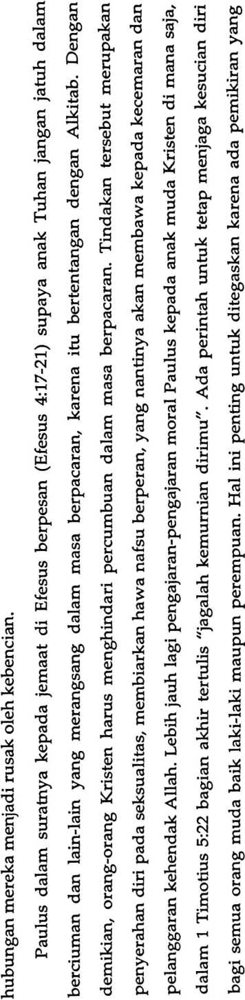 hubungan mereka menjadi rusak oleh kebencian.
Paulus dalam suratnya kepada jemaat di Efesus berpesan (Efesus 4:17-21) supaya anak Tuhan jangan jatuh dalam
berciuman dan lain-lain yang merangsang dalam masa berpacaran, karena itu bertentangan dengan Alkitab. Dengan
demikian, orang-orang Kristen harus menghindari percumbuan dalam masa berpacaran. Tindakan tersebut merupakan
penyerahan diri pada seksualitas, membiarkan hawa nafsu berperan, yang nantinya akan membawa kepada kecemaran dan
pelanggaran kehendak Allah. Lebih jauh lagi pengajaran-pengajaran moral Paulus kepada anak muda Kristen di mana saja,
dalam 1 Timotius 5:22 bagian akhir tertulis “jagalah kemurnian dirimu”. Ada perintah untuk tetap menjaga kesucian diri
bagi semua orang muda baik laki-laki maupun perempuan. Hal ini penting untuk ditegaskan karena ada pemikiran yang